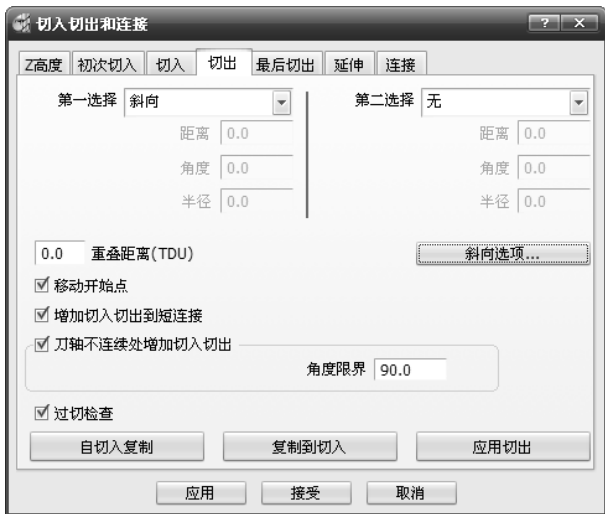 切入切出和连接
Z高度 初次切入 切入 切出 最后切出 延伸 连接
第一选择 斜向 第二选择 无
距离 0.0 距离 0.0
角度 0.0 角度 0.0
半径 0.0 半径 0.0
0.0 重叠距离(TDU) 斜向选项...
移动开始点
增加切入切出到短连接
刀轴不连续处增加切入切出
角度限界 90.0
过切检查
自切入复制 复制到切入 应用切出
应用 接受 取消